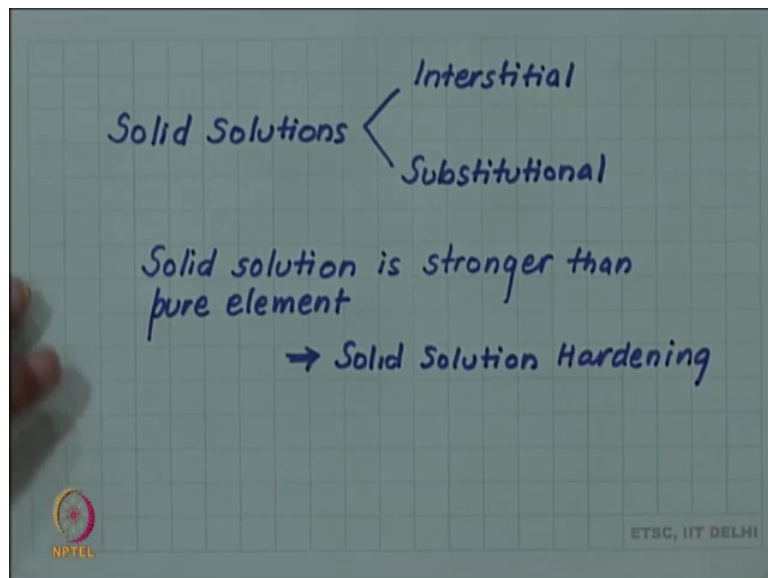 Interstitial
Solid Solutions
Substitutional
Solid solution is stronger than
pure element
→ Solid Solution Hardening
NPTEL
ETSC, IIT DELHI